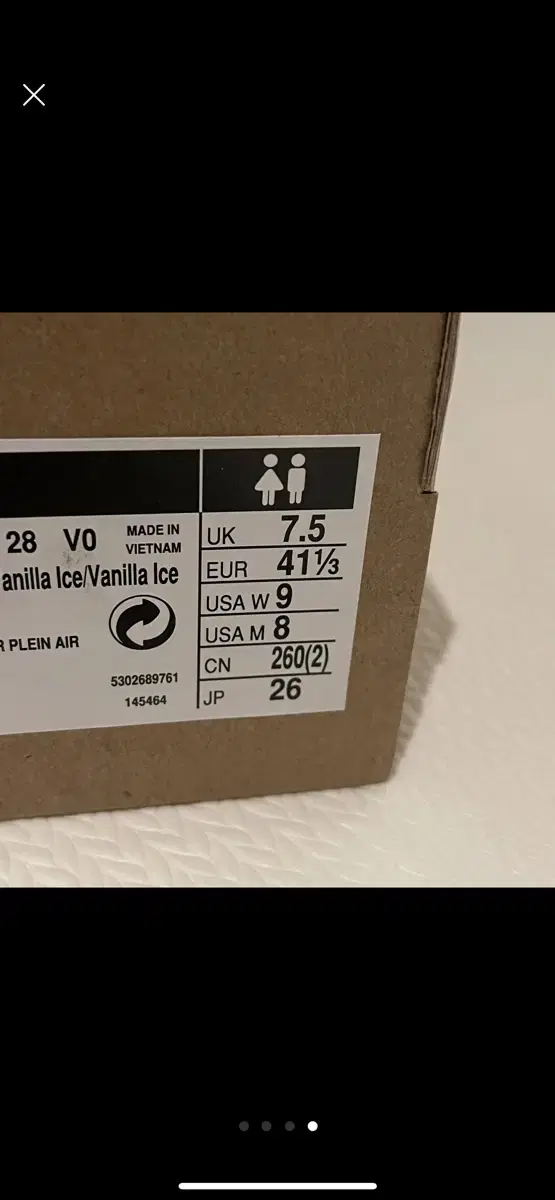 28 V0 MADE IN
VIETNAM
anilla Ice/Vanilla Ice
R PLEIN AIR
5302689761
145464
UK 7.5
EUR 41⅓
USA W 9
USA M 8
CN 260(2)
JP 26